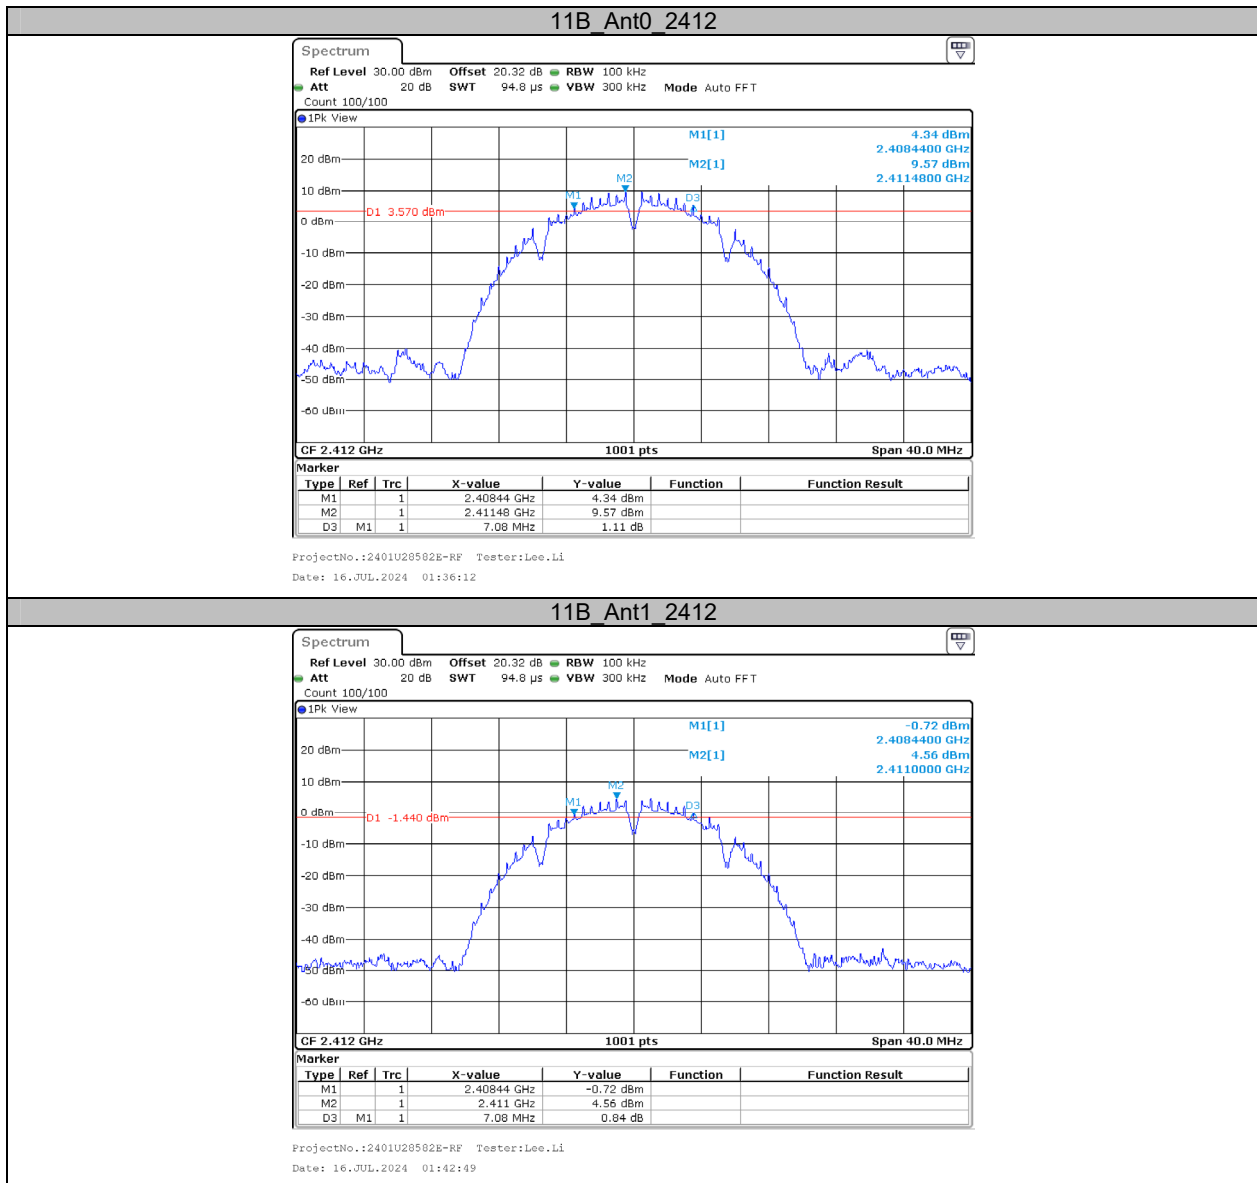 11B_Ant0_2412
Spectrum
Ref Level 30.00 dBm Offset 20.32 dB RBW 100 kHz
Att 20 dB SWT 94.8 µs VBW 300 kHz Mode Auto FFT
Count 100/100
1Pk View
M1[1] 4.34 dBm
2.4084400 GHz
M2[1] 9.57 dBm
2.4114800 GHz
20 dBm
10 dBm
M2
M1
D3
D1 3.570 dBm
0 dBm
-10 dBm
-20 dBm
-30 dBm
-40 dBm
-50 dBm
-60 dBm
CF 2.412 GHz 1001 pts Span 40.0 MHz
Marker
Type Ref Trc X-value Y-value Function Function Result
M1 1 2.40844 GHz 4.34 dBm
M2 1 2.41148 GHz 9.57 dBm
D3 M1 1 7.08 MHz 1.11 dB
ProjectNo.:2401U28582E-RF Tester:Lee.Li
Date: 16.JUL.2024 01:36:12
11B_Ant1_2412
Spectrum
Ref Level 30.00 dBm Offset 20.32 dB RBW 100 kHz
Att 20 dB SWT 94.8 µs VBW 300 kHz Mode Auto FFT
Count 100/100
1Pk View
M1[1] -0.72 dBm
2.4084400 GHz
M2[1] 4.56 dBm
2.4110000 GHz
20 dBm
10 dBm
M2
M1
D3
0 dBm
D1 -1.440 dBm
-10 dBm
-20 dBm
-30 dBm
-40 dBm
-50 dBm
-60 dBm
CF 2.412 GHz 1001 pts Span 40.0 MHz
Marker
Type Ref Trc X-value Y-value Function Function Result
M1 1 2.40844 GHz -0.72 dBm
M2 1 2.411 GHz 4.56 dBm
D3 M1 1 7.08 MHz 0.84 dB
ProjectNo.:2401U28582E-RF Tester:Lee.Li
Date: 16.JUL.2024 01:42:49